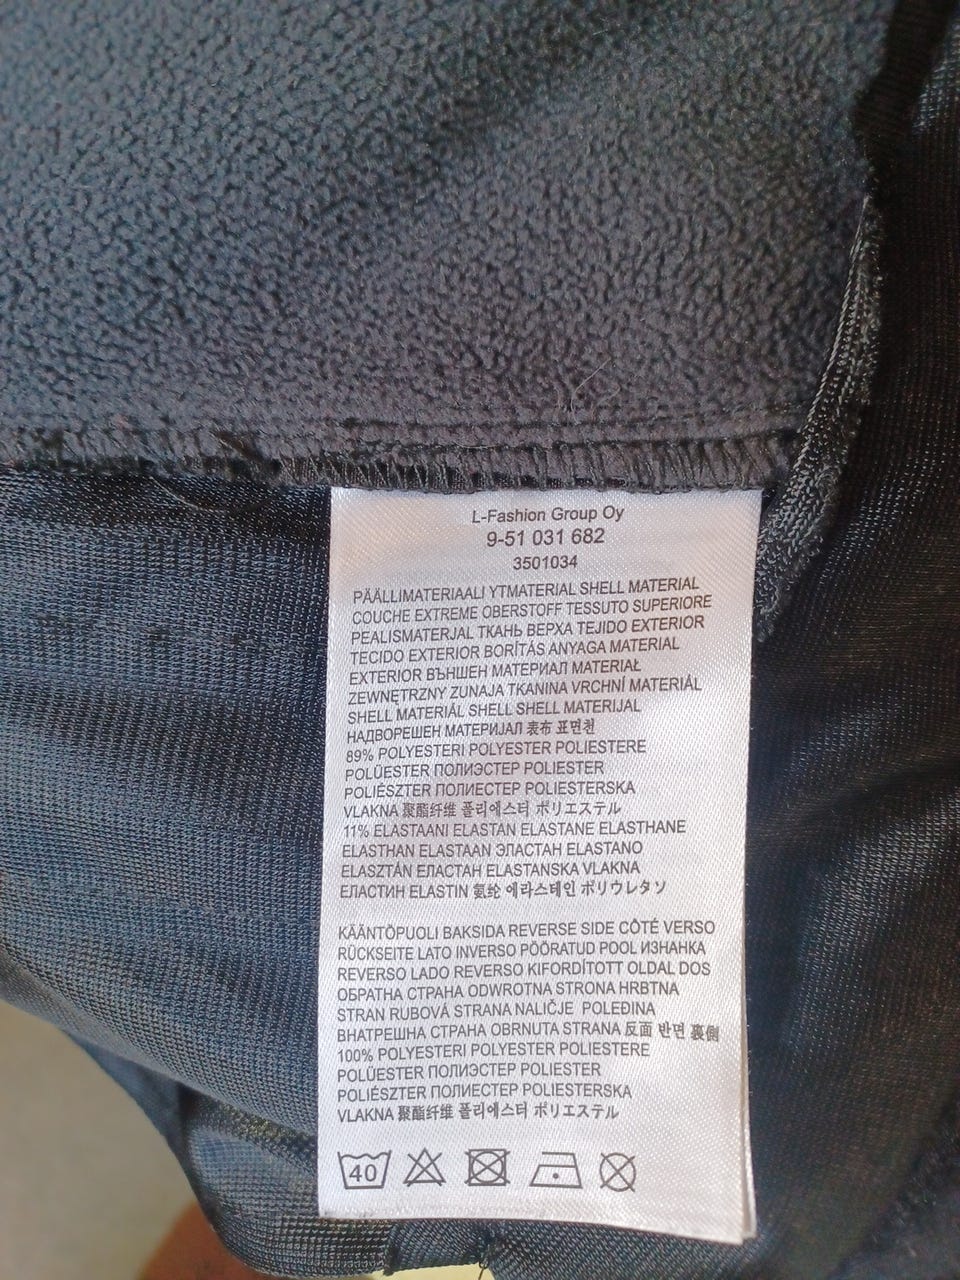 L-Fashion Group Oy
9-51 031 682
3501034
PÄÄLLIMATERIAALI YTMATERIAL SHELL MATERIAL
COUCHE EXTREME OBERSTOFF TESSUTO SUPERIORE
PEALISMATERJAL ТКАНЬ ВЕРХА TEJIDO EXTERIOR
TECIDO EXTERIOR BORÍTÁS ANYAGA MATERIAL
EXTERIOR ВЪНШЕН МАТЕРИАЛ MATERIAŁ
ZEWNĘTRZNY ZUNAJA TKANINA VRCHNÍ MATERIÁL
SHELL MATERIÁL SHELL SHELL MATERIJAL
НАДВОРЕШЕН МАТЕРИЈАЛ 表布 표면천
89% POLYESTERI POLYESTER POLIESTERE
POLÜESTER ПОЛИЭСТЕР POLIESTER
POLIÉSZTER ПОЛИЕСТЕР POLIESTERSKA
VLAKNA 聚酯纤维 폴리에스터 ポリエステル
11% ELASTAANI ELASTAN ELASTANE ELASTHANE
ELASTHAN ELASTAAN ЭЛАСТАН ELASTANO
ELASZTÁN ЕЛАСТАН ELASTANSKA VLAKNA
ЕЛАСТИН ELASTIN 氨纶 에라스테인 ポリウレタソ
KÄÄNTÖPUOLI BAKSIDA REVERSE SIDE CÔTÉ VERSO
RÜCKSEITE LATO INVERSO PÖÖRATUD POOL ИЗНАНКА
REVERSO LADO REVERSO KIFORDÍTOTT OLDAL DOS
ОБРАТНА СТРАНА ODWROTNA STRONA HRBTNA
STRAN RUBOVÁ STRANA NALIČJE POLEĐINA
ВНАТРЕШНА СТРАНА OBRNUTA STRANA 反面 반면 裏側
100% POLYESTERI POLYESTER POLIESTERE
POLÜESTER ПОЛИЭСТЕР POLIESTER
POLIÉSZTER ПОЛИЕСТЕР POLIESTERSKA
VLAKNA 聚酯纤维 폴리에스터 ポリエステル
40